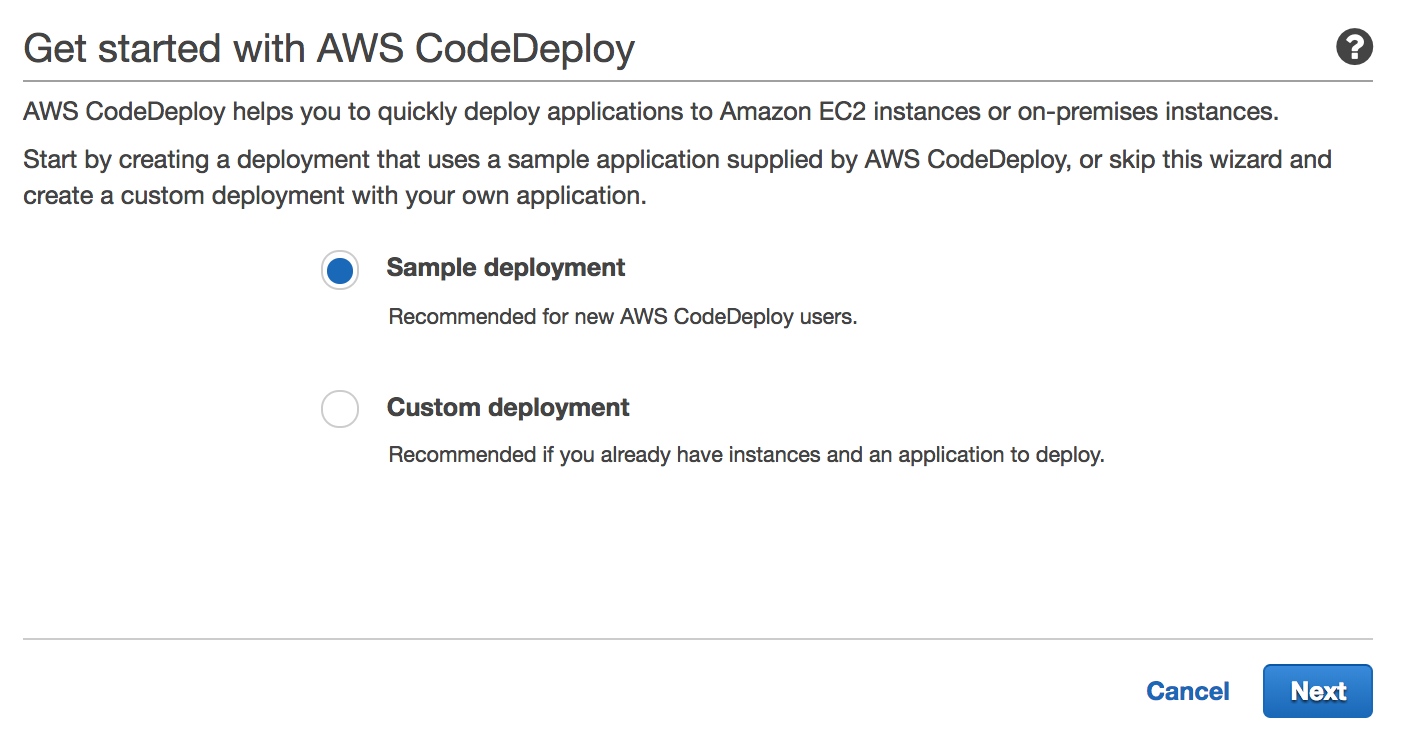 Get started with AWS CodeDeploy
?
AWS CodeDeploy helps you to quickly deploy applications to Amazon EC2 instances or on-premises instances.
Start by creating a deployment that uses a sample application supplied by AWS CodeDeploy, or skip this wizard and
create a custom deployment with your own application.
Sample deployment
Recommended for new AWS CodeDeploy users.
Custom deployment
Recommended if you already have instances and an application to deploy.
Cancel
Next